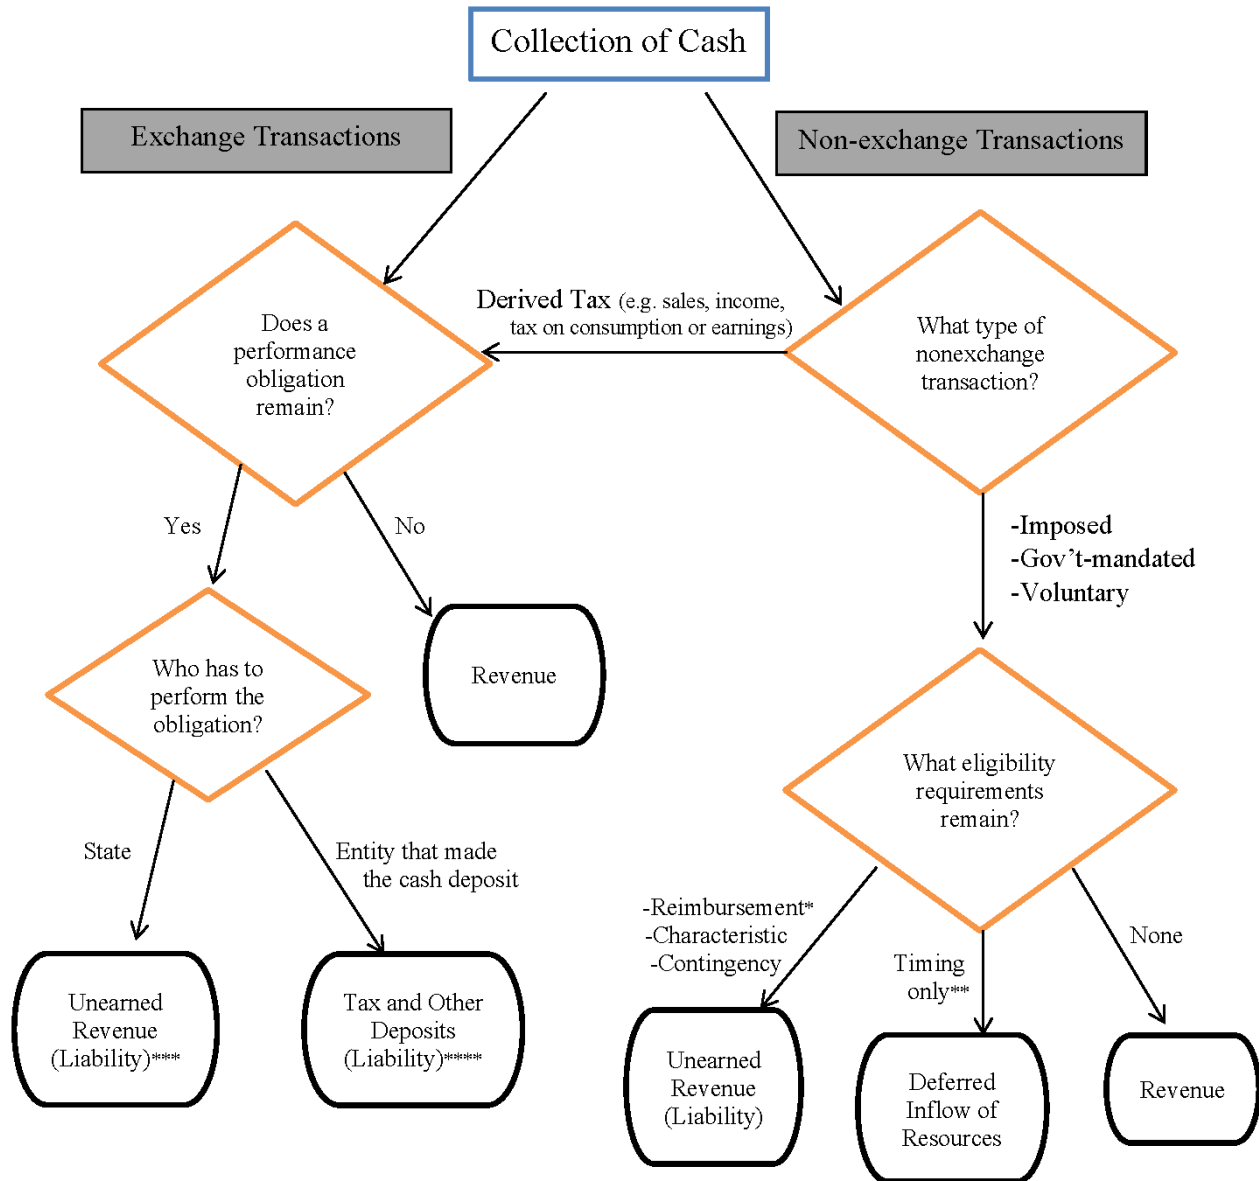 Collection of Cash
Exchange Transactions
Non-exchange Transactions
Derived Tax (e.g. sales, income,
tax on consumption or earnings)
Does a
performance
obligation
remain?
What type of
nonexchange
transaction?
Yes
No
-Imposed
-Gov’t-mandated
-Voluntary
Who has to
perform the
obligation?
Revenue
What eligibility
requirements
remain?
State
Entity that made
the cash deposit
-Reimbursement*
-Characteristic
-Contingency
Timing
only**
None
Unearned
Revenue
(Liability)***
Tax and Other
Deposits
(Liability)****
Unearned
Revenue
(Liability)
Deferred
Inflow of
Resources
Revenue